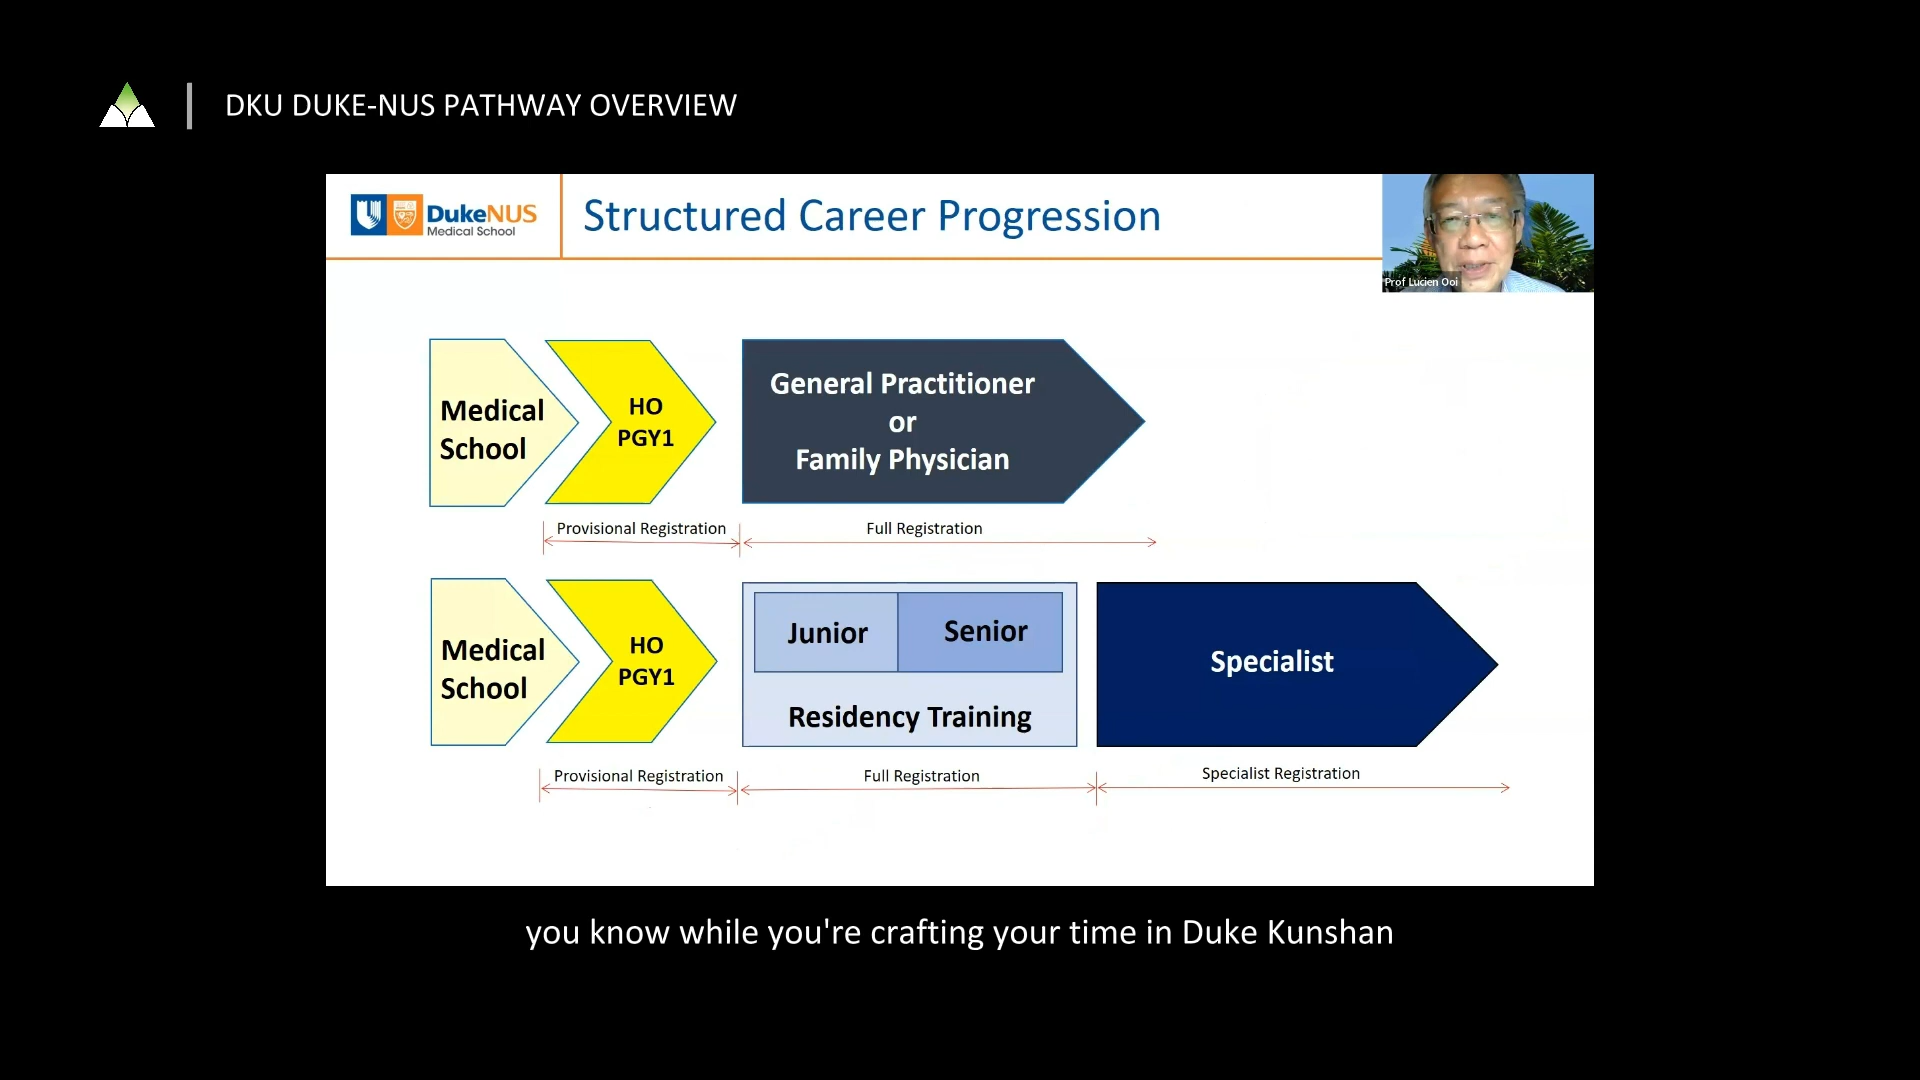 DKU DUKE-NUS PATHWAY OVERVIEW
DukeNUS
Medical School
Structured Career Progression
Prof Lucien Ooi
Medical
School
HO
PGY1
General Practitioner
or
Family Physician
Provisional Registration
Full Registration
Medical
School
HO
PGY1
Junior
Senior
Residency Training
Specialist
Provisional Registration
Full Registration
Specialist Registration
you know while you're crafting your time in Duke Kunshan